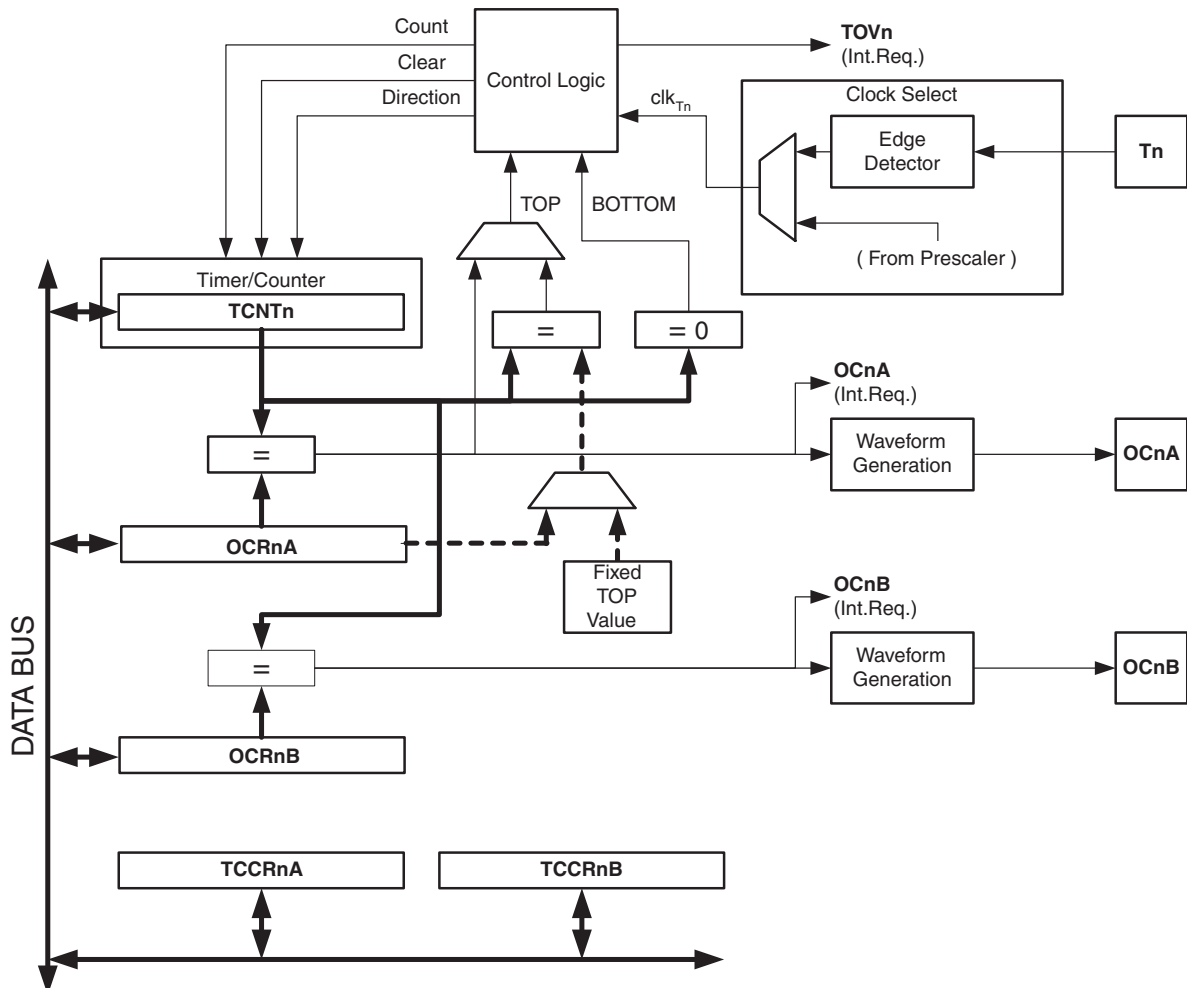 Count
Clear
Direction
Control Logic
TOVn
(Int.Req.)
clkTn
Clock Select
Edge
Detector
Tn
( From Prescaler )
TOP
BOTTOM
Timer/Counter
TCNTn
=
= 0
OCnA
(Int.Req.)
=
Waveform
Generation
OCnA
OCRnA
Fixed
TOP
Value
OCnB
(Int.Req.)
=
Waveform
Generation
OCnB
OCRnB
DATA BUS
TCCRnA
TCCRnB